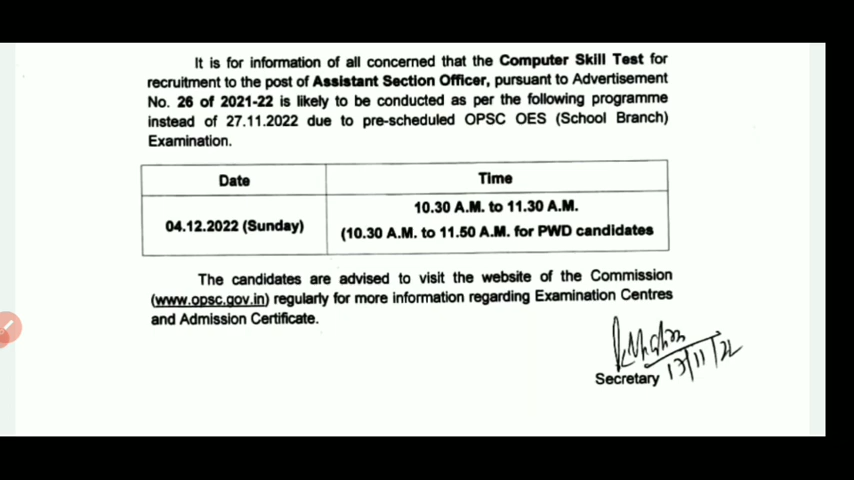 It is for information of all concerned that the Computer Skill Test for
recruitment to the post of Assistant Section Officer, pursuant to Advertisement
No. 26 of 2021-22 is likely to be conducted as per the following programme
instead of 27.11.2022 due to pre-scheduled OPSC OES (School Branch)
Examination.
Date Time
10.30 A.M. to 11.30 A.M.
04.12.2022 (Sunday)
(10.30 A.M. to 11.50 A.M. for PWD candidates
The candidates are advised to visit the website of the Commission
(www.opsc.gov.in) regularly for more information regarding Examination Centres
and Admission Certificate.
Secretary 17/11/22